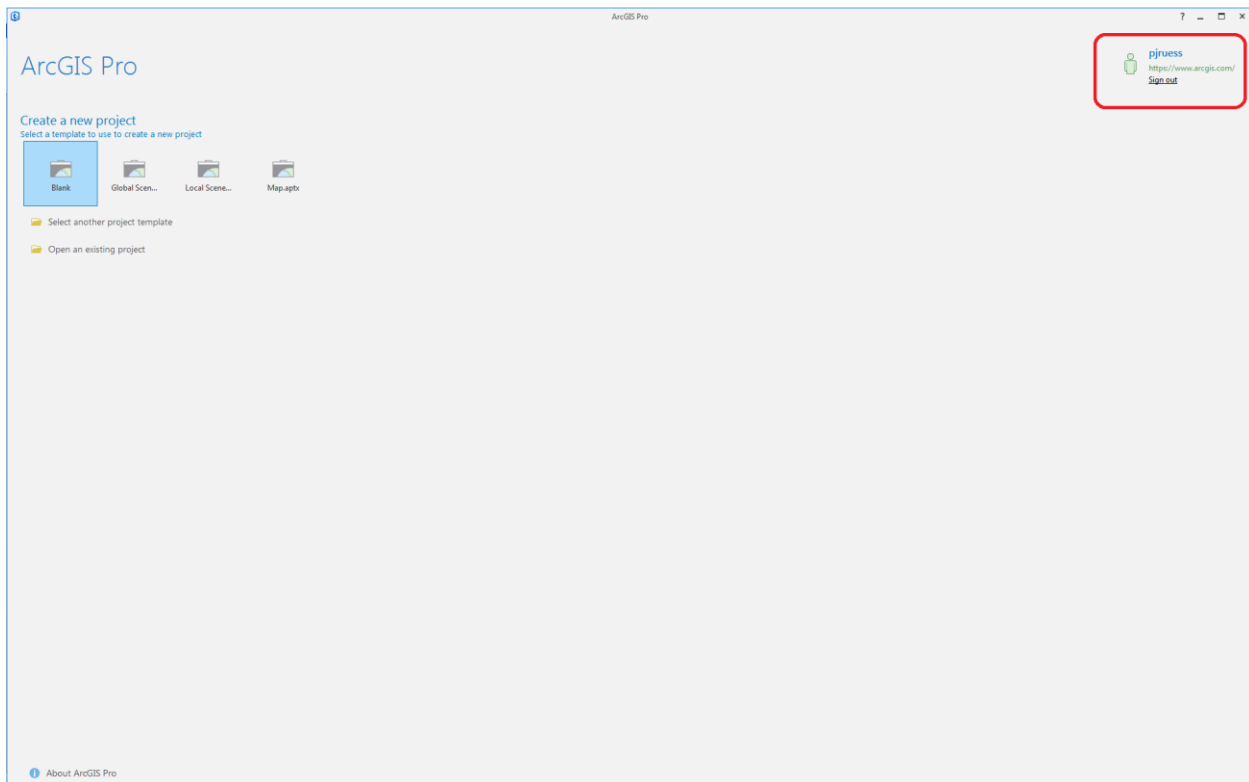 ArcGIS Pro
?
ArcGIS Pro
pjruess
https://www.arcgis.com/
Sign out
Create a new project
Select a template to use to create a new project
Blank
Global Scen...
Local Scene...
Map.aptx
Select another project template
Open an existing project
About ArcGIS Pro